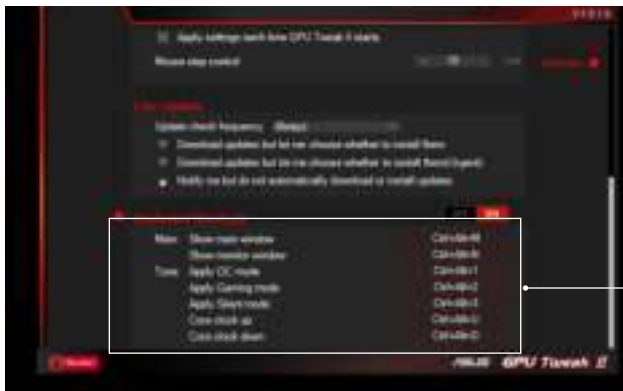 Apply settings each time GPU Tweak II starts
Mouse step control
Update check frequency Always
Download updates but let me choose whether to install them
Download updates but let me choose whether to install them
Notify me but do not automatically download or install updates
Main Show main window Ctrl+Alt+M
Show monitor window
Tune Apply OC mode Ctrl+Alt+1
Apply Gaming mode Ctrl+Alt+2
Apply Silent mode Ctrl+Alt+3
Core clock up Ctrl+Alt+U
Core clock down Ctrl+Alt+D
ASUS GPU Tweak II